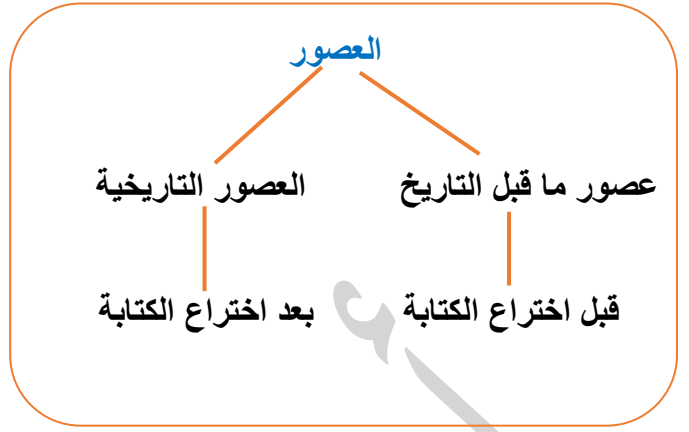 العصور
عصور ما قبل التاريخ
العصور التاريخية
قبل اختراع الكتابة
بعد اختراع الكتابة